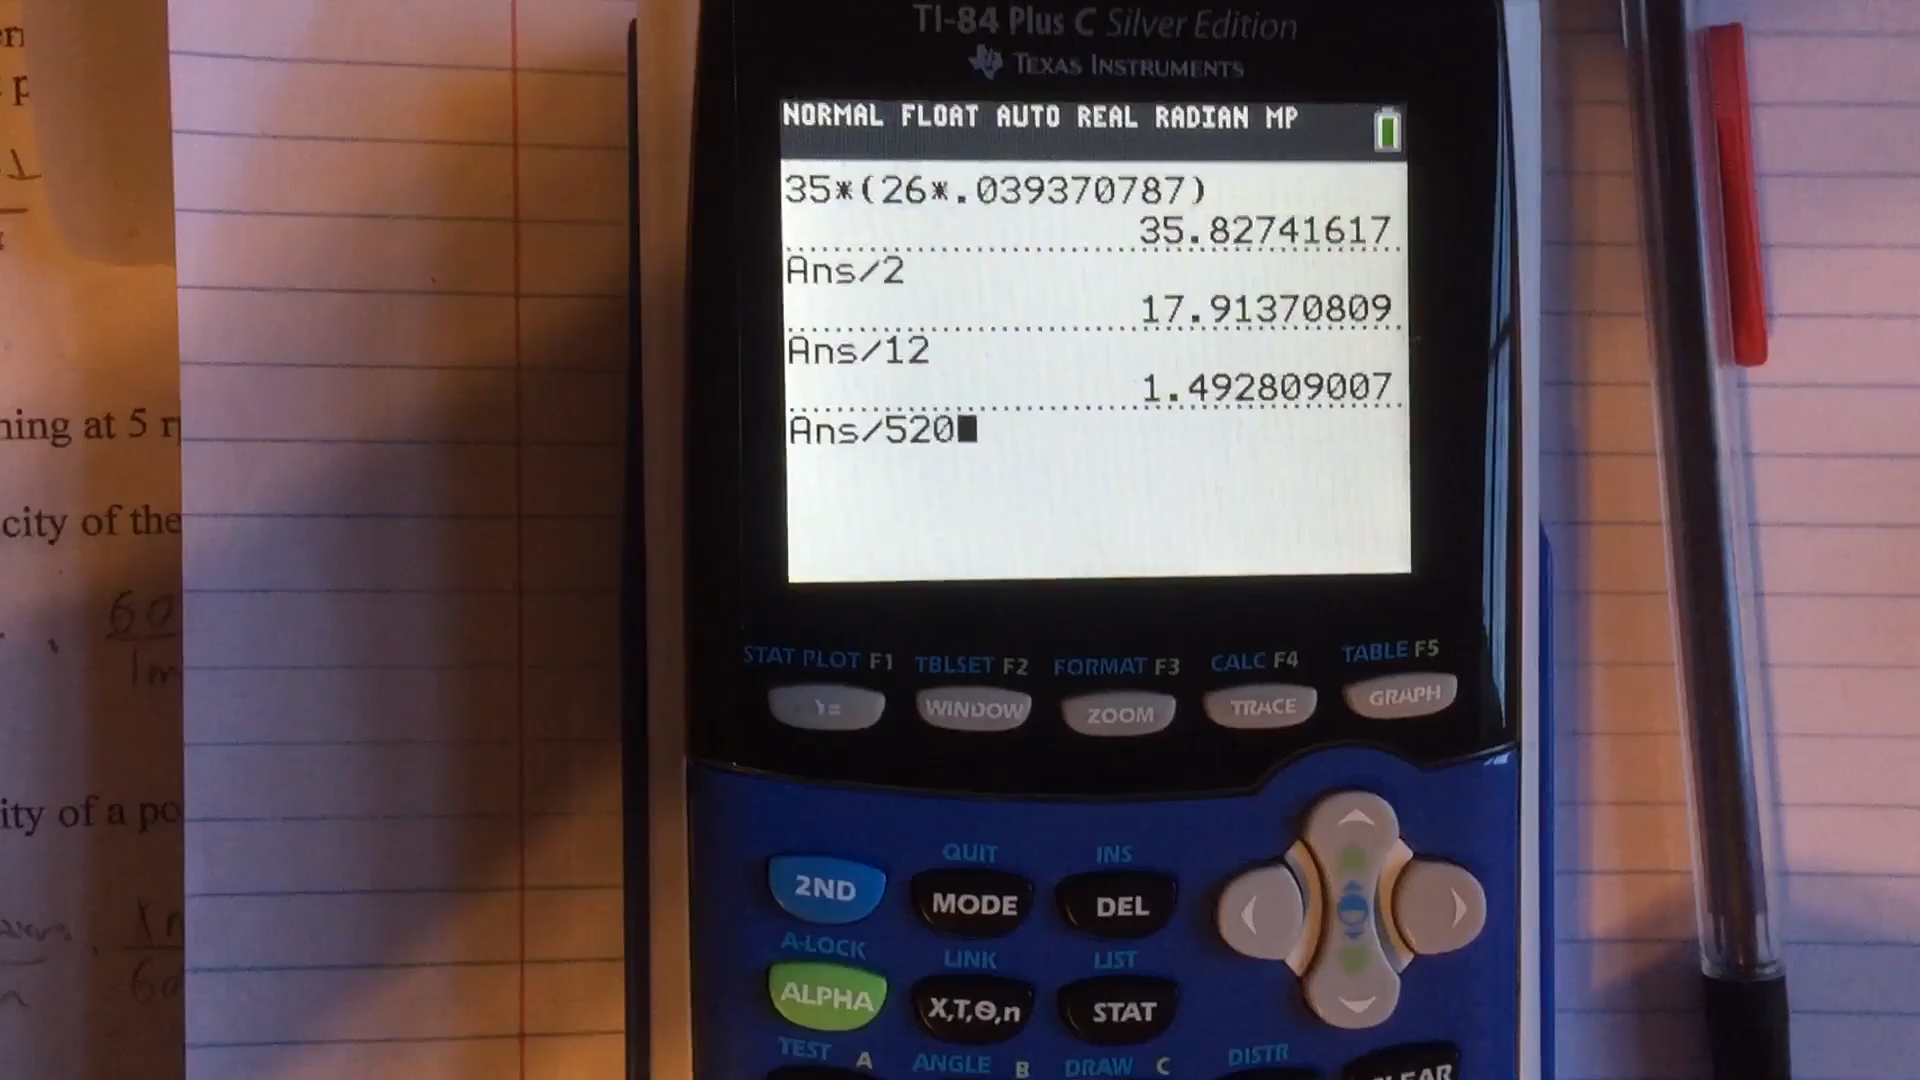 TI-84 Plus C Silver Edition
TEXAS INSTRUMENTS
NORMAL FLOAT AUTO REAL RADIAN MP
35*(26*.039370787)
35.82741617
Ans/2
17.91370809
Ans/12
1.492809007
Ans/520
STAT PLOT F1 TBLSET F2 FORMAT F3 CALC F4 TABLE F5
Y= WINDOW ZOOM TRACE GRAPH
QUIT INS
2ND MODE DEL
A-LOCK LINK LIST
ALPHA X,T,Θ,n STAT
TEST A ANGLE B DRAW C DISTR
at 5
city of the
60
of a